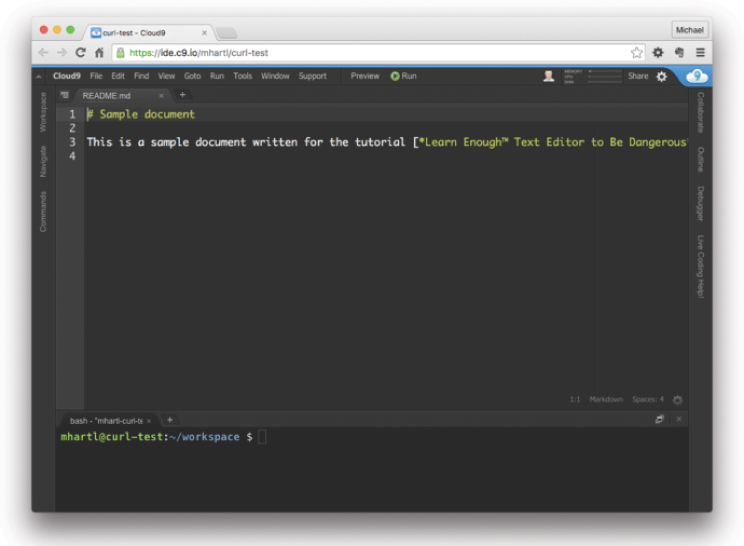 curl-test - Cloud9
Michael
https://ide.c9.io/mhartl/curl-test
Cloud9 File Edit Find View Goto Run Tools Window Support Preview Run
MEMORY
CPU
DISK
Share
README.md
1 # Sample document
2
3 This is a sample document written for the tutorial [*Learn Enough™ Text Editor to Be Dangerous
4
Workspace
Navigate
Commands
Collaborate
Outline
Debugger
Live Coding Help!
1:1 Markdown Spaces: 4
bash - "mhartl-curl-te
mhartl@curl-test:~/workspace $